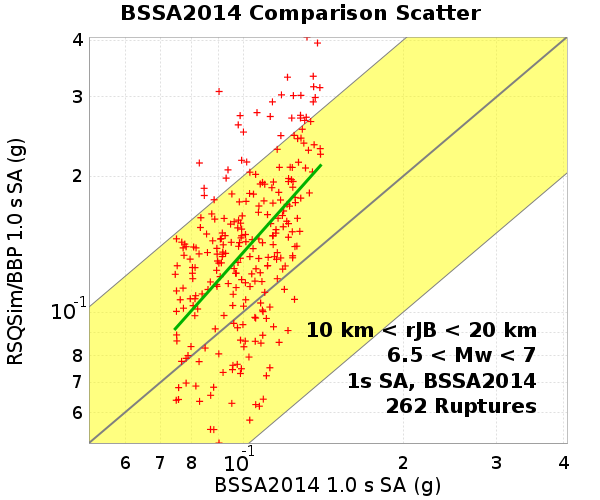 BSSA2014 Comparison Scatter
RSQSim/BBP 1.0 s SA (g)
4
3
2
10^-1
8
7
6
10 km < rJB < 20 km
6.5 < Mw < 7
1s SA, BSSA2014
262 Ruptures
6 7 8 10^-1 2 3 4
BSSA2014 1.0 s SA (g)